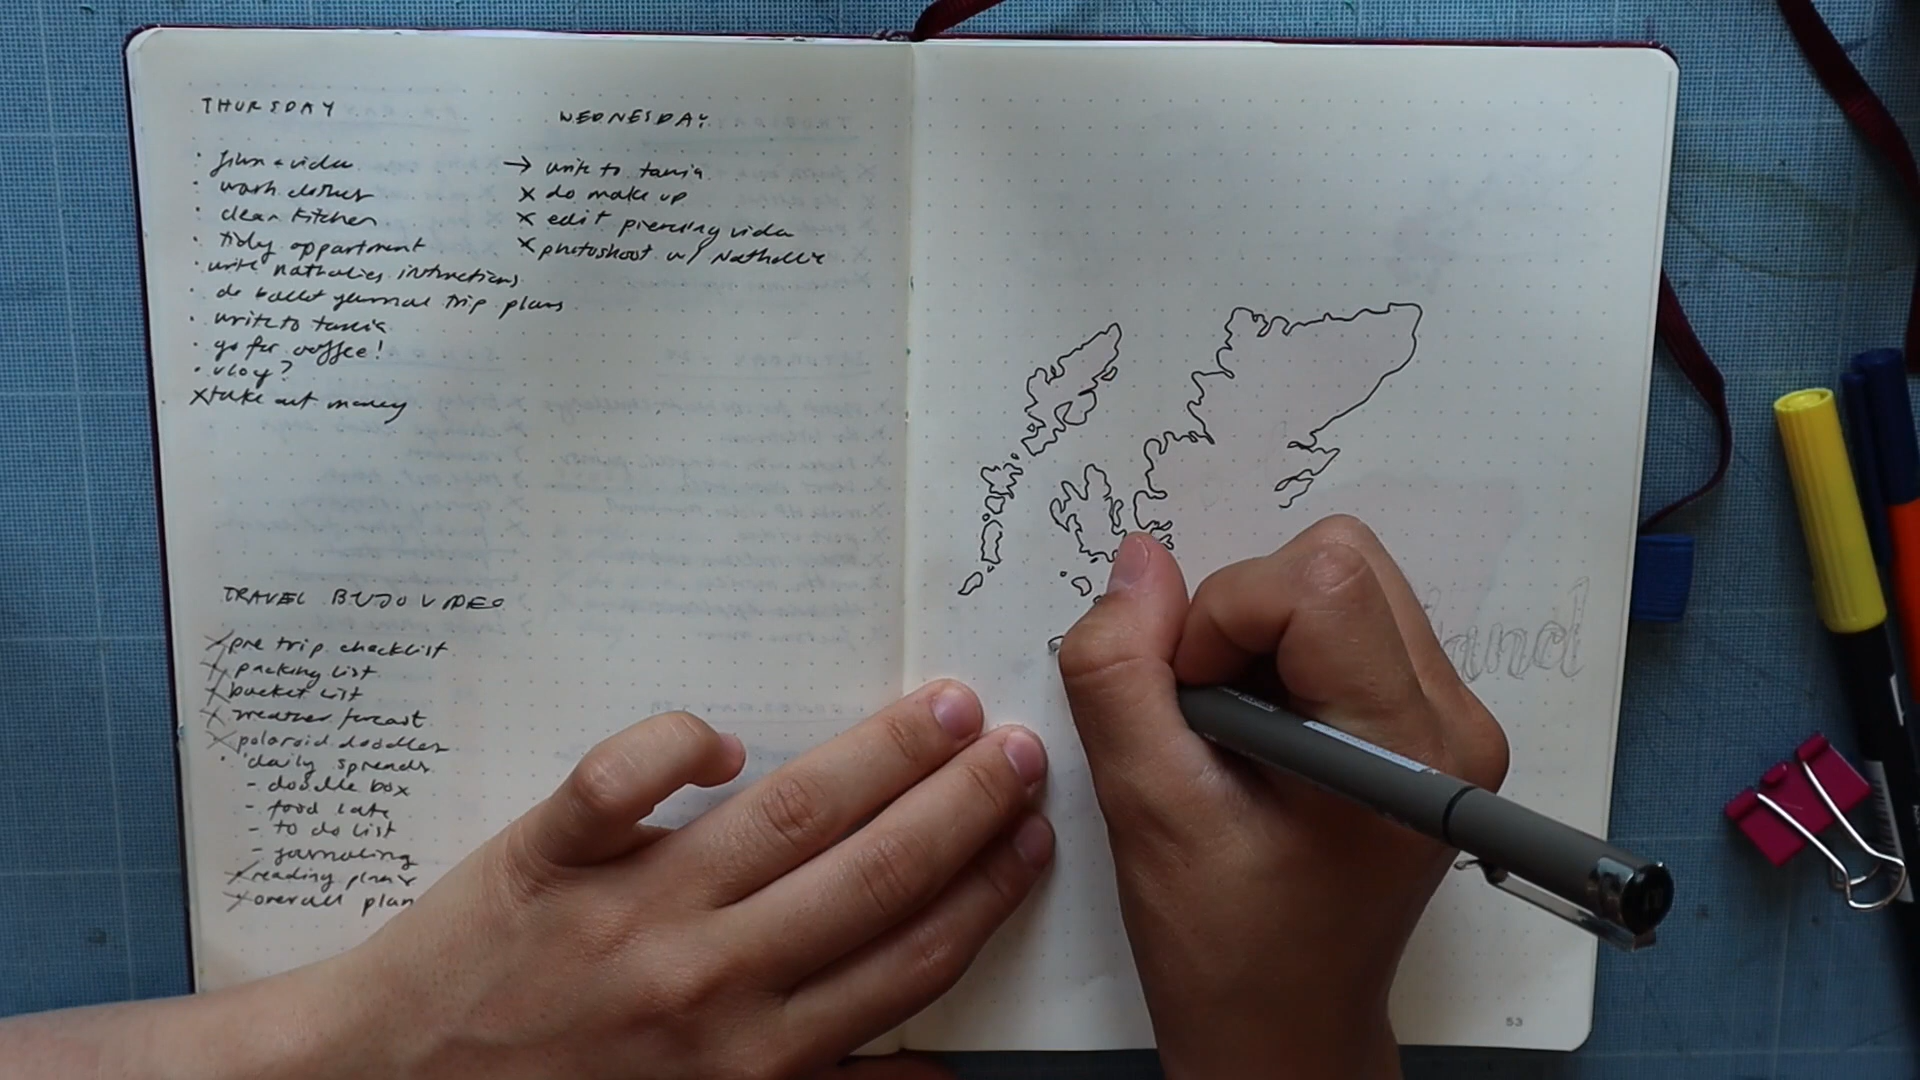 THURSDAY
· film a video
· wash clothes
· clean kitchen
· tidy appartment
· write nathalies instructions
· do bullet journal trip plans
· write to tania
· go for coffee!
· vlog?
x take out money
WEDNESDAY
→ write to tania
x do make up
x edit piercing video
x photoshoot w/ Nathalie
TRAVEL BUJO VIDEO
x pre trip checklist
x packing list
x bucket list
x weather forcast
x polaroid doodles
· daily spreads
- doodle box
- food
- to do list
- journaling
x reading
x overall plan
land
53